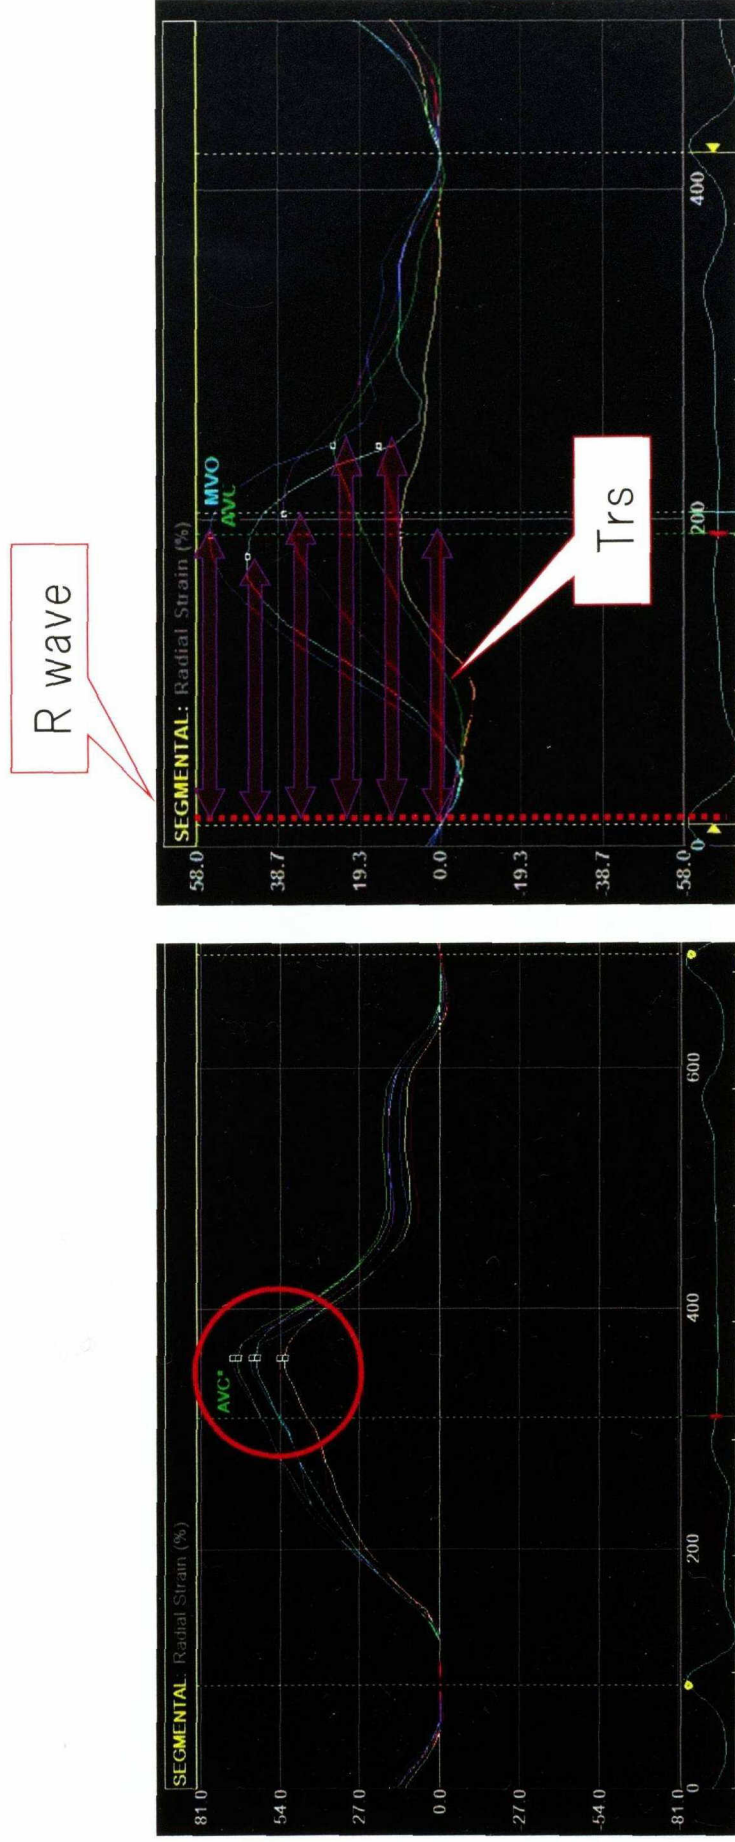 SEGMENTAL: Radial Strain (%)
81.0
AVC*
54.0
27.0
0.0
-27.0
-54.0
-81.0
0 200 400 600
R wave
SEGMENTAL: Radial Strain (%)
58.0
MVO
AVC
38.7
19.3
0.0
-19.3
-38.7
-58.0
0 200 400
Trs